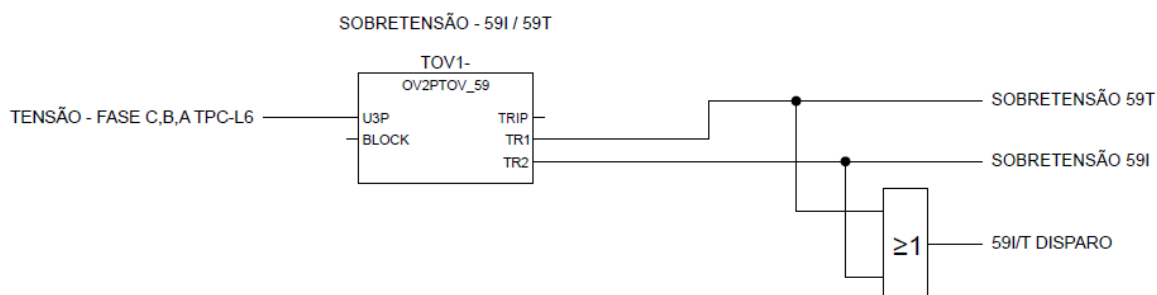 SOBRETENSÃO - 59I / 59T
TOV1-
OV2PTOV_59
TENSÃO - FASE C,B,A TPC-L6
U3P
TRIP
BLOCK
TR1
TR2
SOBRETENSÃO 59T
SOBRETENSÃO 59I
≥1
59I/T DISPARO